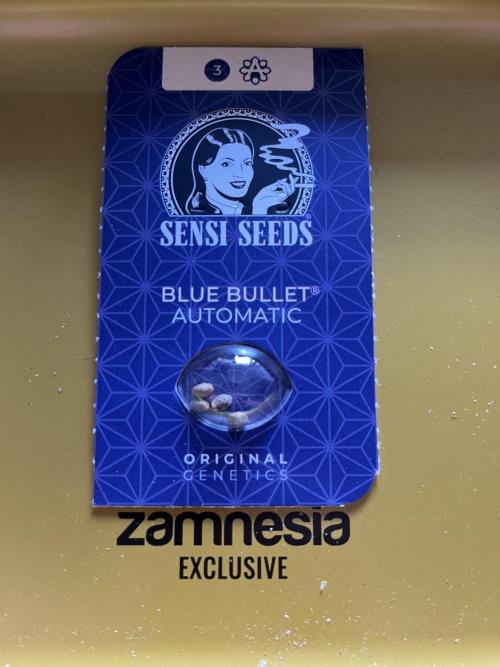 3
SENSI SEEDS®
BLUE BULLET®
AUTOMATIC
ORIGINAL
GENETICS
zamnesia
EXCLUSIVE